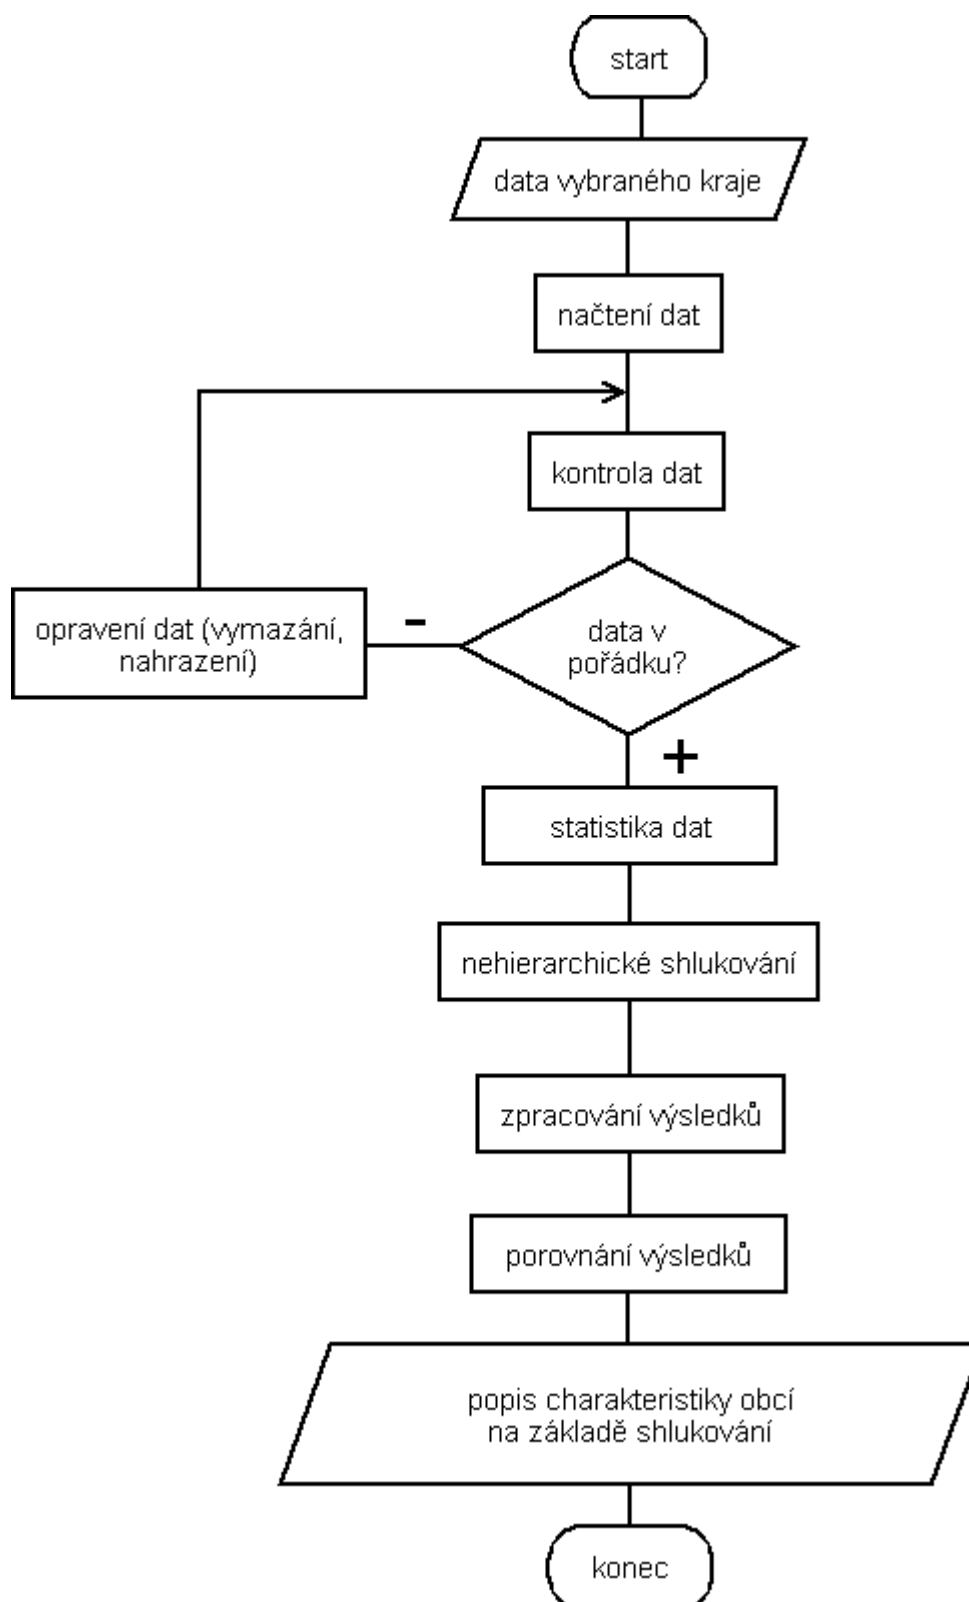 start
data vybraného kraje
načtení dat
kontrola dat
opravení dat (vymazání,
nahrazení)
-
data v
pořádku?
+
statistika dat
nehierarchické shlukování
zpracování výsledků
porovnání výsledků
popis charakteristiky obcí
na základě shlukování
konec